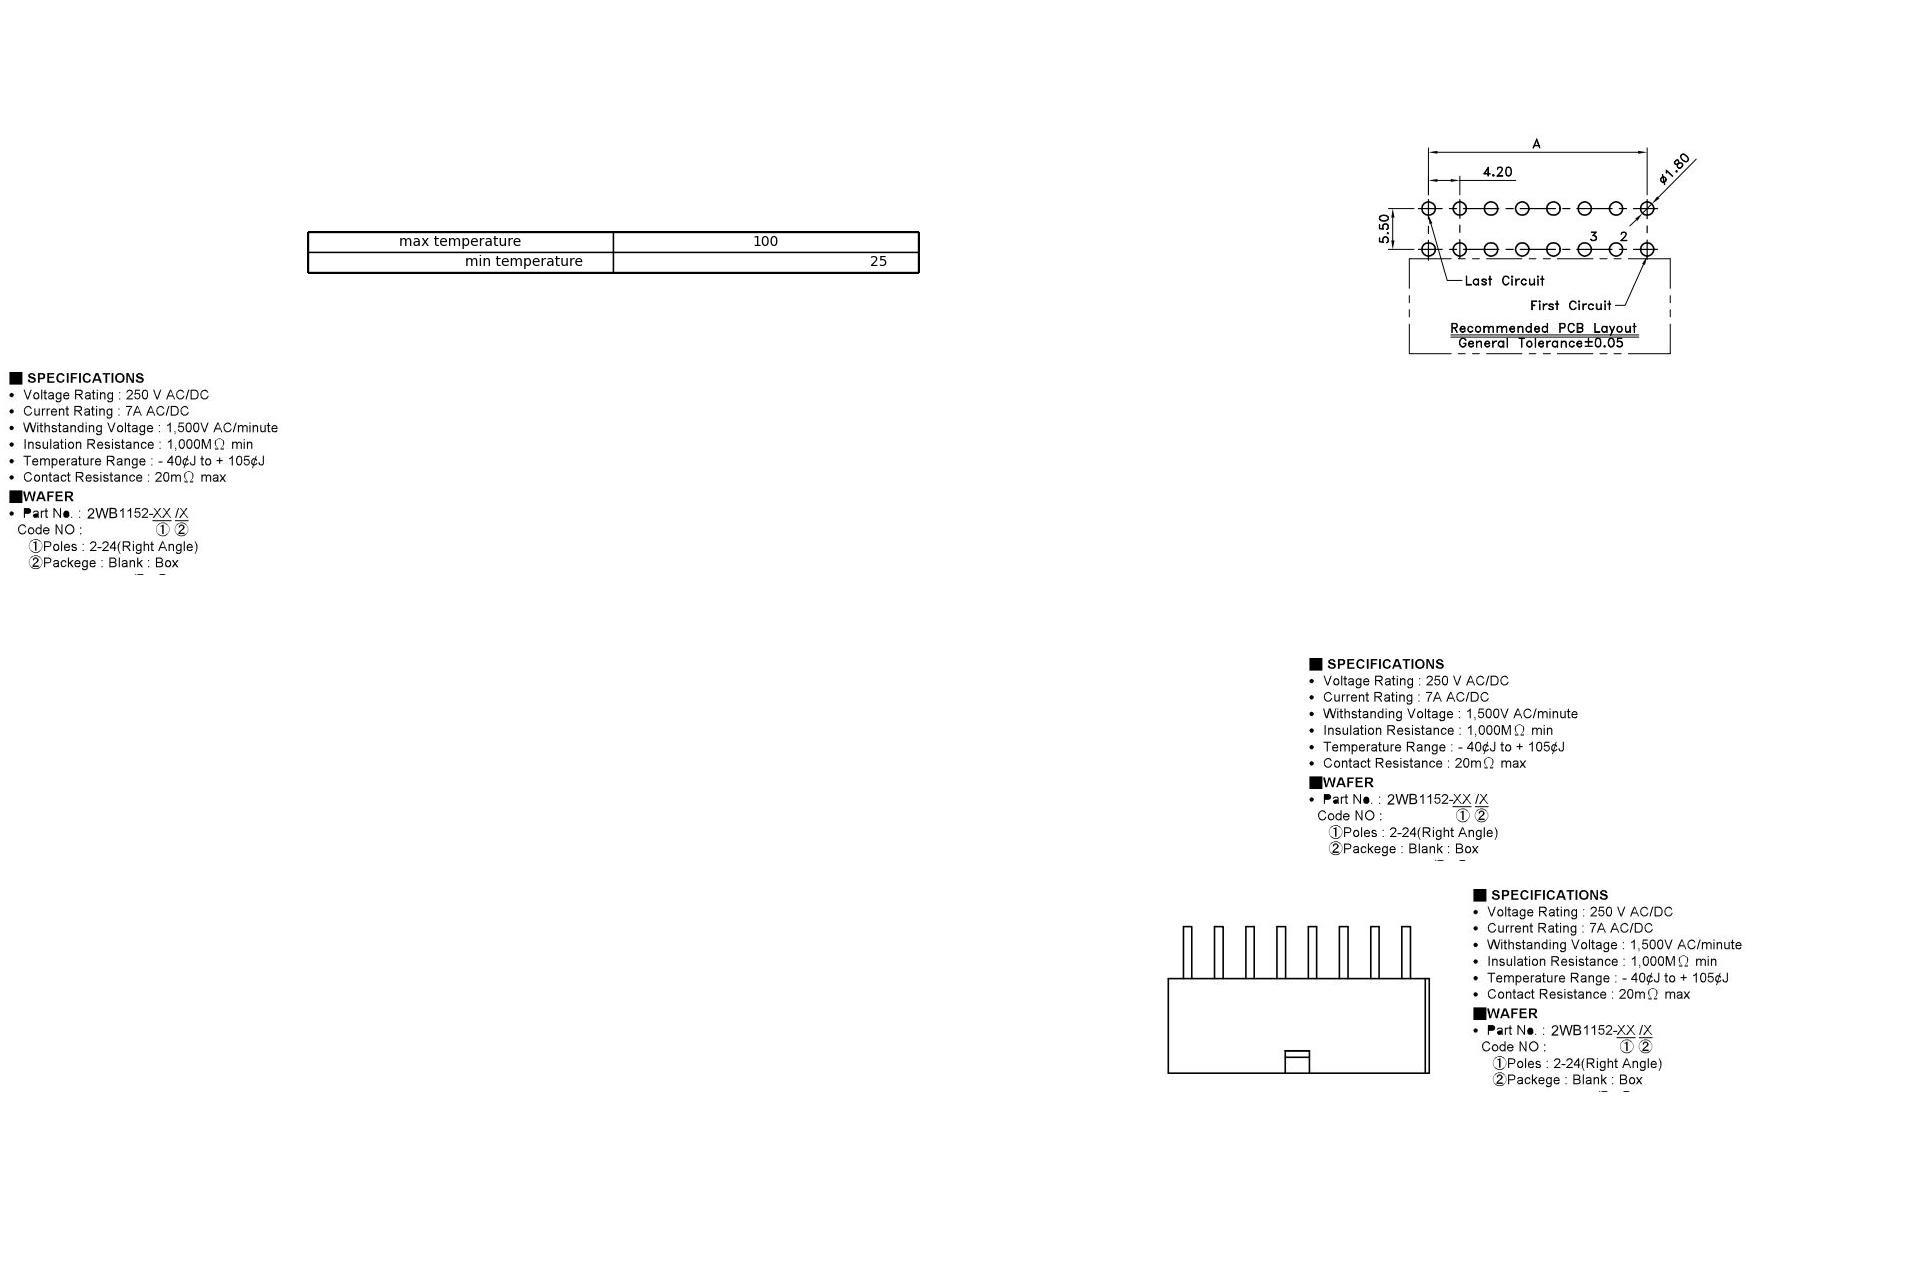 A
4.20
ø1.80
5.50
3 2
Last Circuit
First Circuit
Recommended PCB Layout
General Tolerance±0.05
max temperature 100
min temperature 25
■ SPECIFICATIONS
• Voltage Rating : 250 V AC/DC
• Current Rating : 7A AC/DC
• Withstanding Voltage : 1,500V AC/minute
• Insulation Resistance : 1,000MΩ min
• Temperature Range : - 40¢J to + 105¢J
• Contact Resistance : 20mΩ max
■WAFER
• Part No. : 2WB1152-XX /X
Code NO : ① ②
①Poles : 2-24(Right Angle)
②Packege : Blank : Box
■ SPECIFICATIONS
• Voltage Rating : 250 V AC/DC
• Current Rating : 7A AC/DC
• Withstanding Voltage : 1,500V AC/minute
• Insulation Resistance : 1,000MΩ min
• Temperature Range : - 40¢J to + 105¢J
• Contact Resistance : 20mΩ max
■WAFER
• Part No. : 2WB1152-XX /X
Code NO : ① ②
①Poles : 2-24(Right Angle)
②Packege : Blank : Box
■ SPECIFICATIONS
• Voltage Rating : 250 V AC/DC
• Current Rating : 7A AC/DC
• Withstanding Voltage : 1,500V AC/minute
• Insulation Resistance : 1,000MΩ min
• Temperature Range : - 40¢J to + 105¢J
• Contact Resistance : 20mΩ max
■WAFER
• Part No. : 2WB1152-XX /X
Code NO : ① ②
①Poles : 2-24(Right Angle)
②Packege : Blank : Box